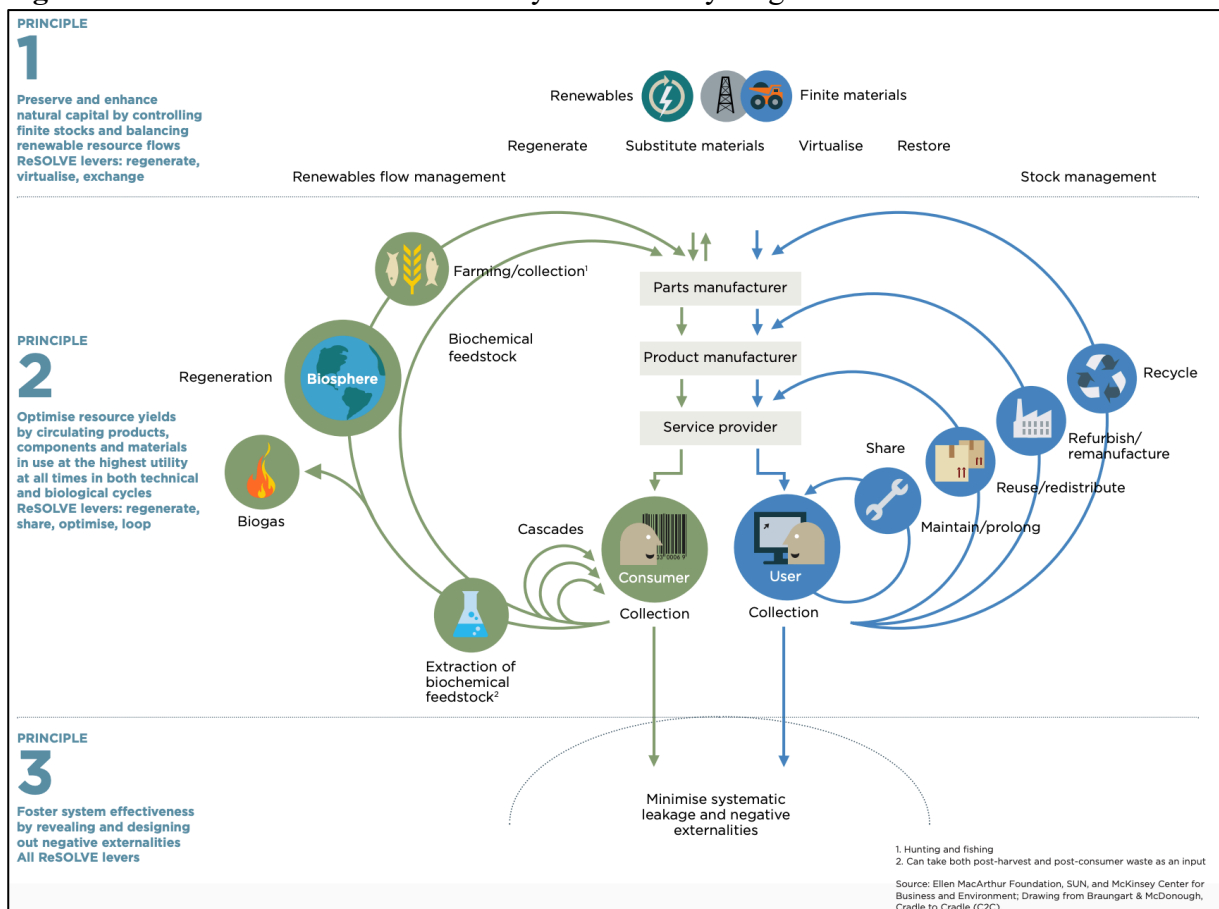 PRINCIPLE
1
Preserve and enhance
natural capital by controlling
finite stocks and balancing
renewable resource flows
ReSOLVE levers: regenerate,
virtualise, exchange
Renewables
Finite materials
Regenerate
Substitute materials
Virtualise
Restore
Renewables flow management
Stock management
PRINCIPLE
2
Optimise resource yields
by circulating products,
components and materials
in use at the highest utility
at all times in both technical
and biological cycles
ReSOLVE levers: regenerate,
share, optimise, loop
Farming/collection¹
Parts manufacturer
Biochemical
feedstock
Product manufacturer
Regeneration
Biosphere
Recycle
Service provider
Share
Refurbish/
remanufacture
Reuse/redistribute
Biogas
Cascades
Maintain/prolong
Consumer
User
Collection
Collection
Extraction of
biochemical
feedstock²
PRINCIPLE
3
Foster system effectiveness
by revealing and designing
out negative externalities
All ReSOLVE levers
Minimise systematic
leakage and negative
externalities
1. Hunting and fishing
2. Can take both post-harvest and post-consumer waste as an input
Source: Ellen MacArthur Foundation, SUN, and McKinsey Center for
Business and Environment; Drawing from Braungart & McDonough,
Cradle to Cradle (C2C)